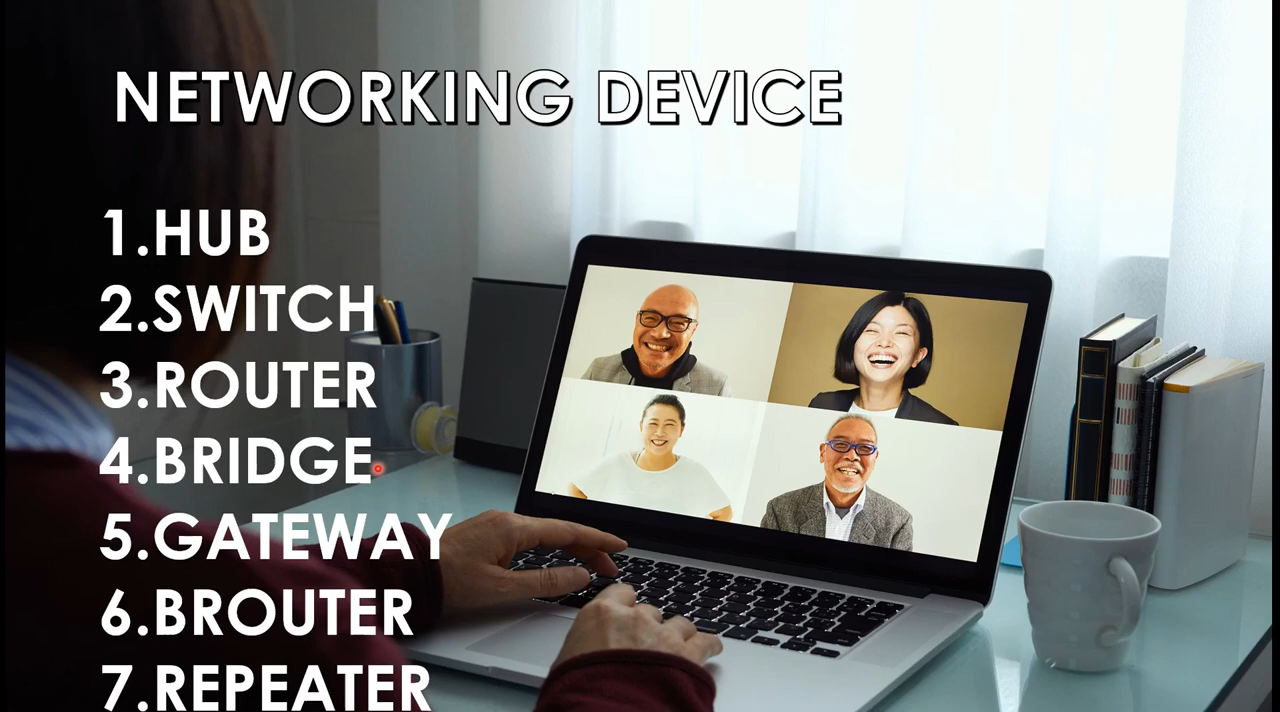 NETWORKING DEVICE
1.HUB
2.SWITCH
3.ROUTER
4.BRIDGE
5.GATEWAY
6.BROUTER
7.REPEATER